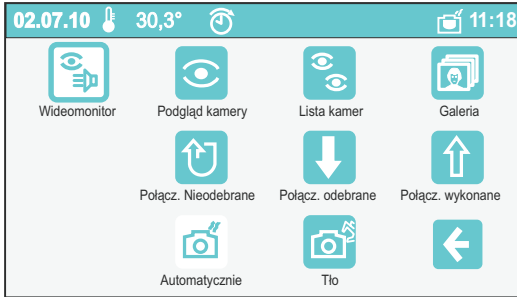 02.07.10 30,3° 11:18
Wideomonitor Podgląd kamery Lista kamer Galeria
Połącz. Nieodebrane Połącz. odebrane Połącz. wykonane
Automatycznie Tło